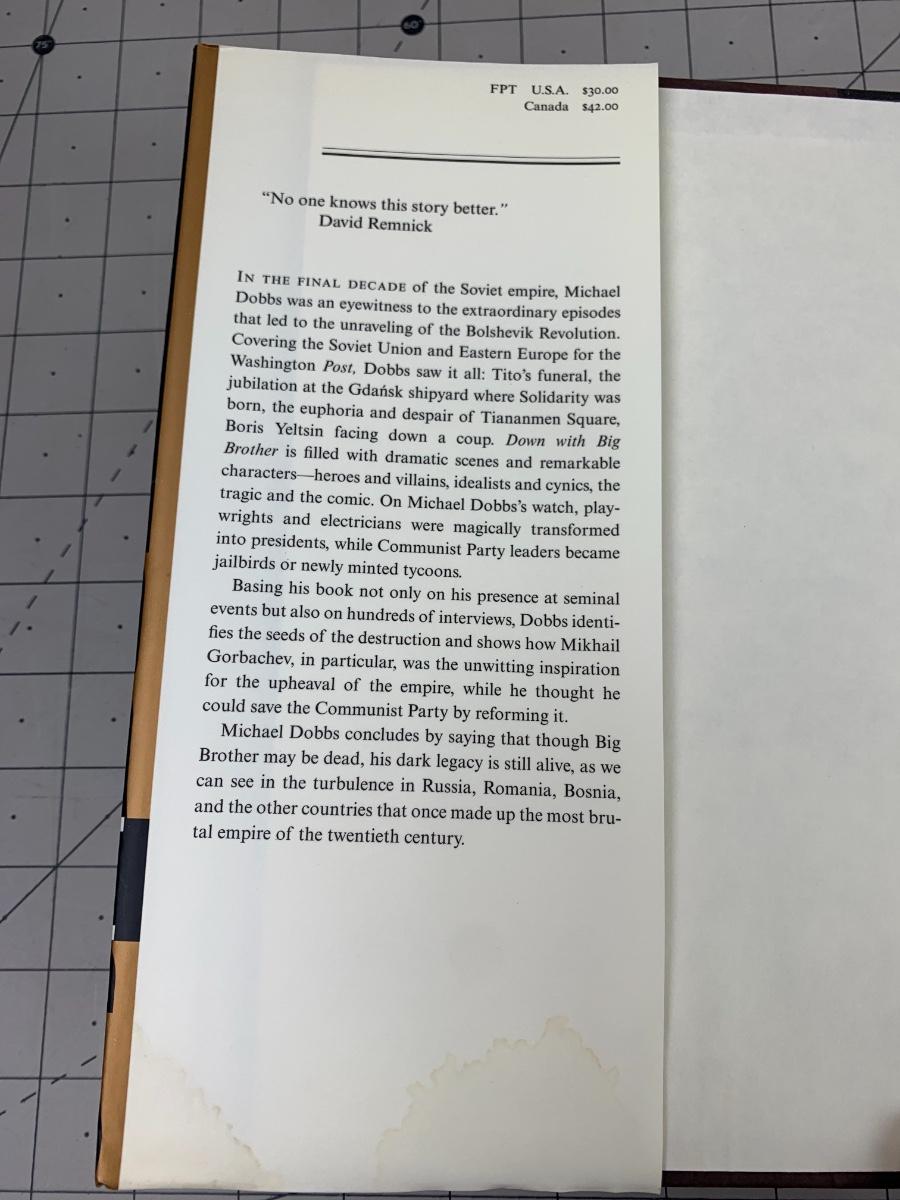 75°
60°
FPT U.S.A. $30.00
Canada $42.00
“No one knows this story better.”
David Remnick
IN THE FINAL DECADE of the Soviet empire, Michael
Dobbs was an eyewitness to the extraordinary episodes
that led to the unraveling of the Bolshevik Revolution.
Covering the Soviet Union and Eastern Europe for the
Washington Post, Dobbs saw it all: Tito’s funeral, the
jubilation at the Gdańsk shipyard where Solidarity was
born, the euphoria and despair of Tiananmen Square,
Boris Yeltsin facing down a coup. Down with Big
Brother is filled with dramatic scenes and remarkable
characters—heroes and villains, idealists and cynics, the
tragic and the comic. On Michael Dobbs’s watch, play-
wrights and electricians were magically transformed
into presidents, while Communist Party leaders became
jailbirds or newly minted tycoons.
Basing his book not only on his presence at seminal
events but also on hundreds of interviews, Dobbs identi-
fies the seeds of the destruction and shows how Mikhail
Gorbachev, in particular, was the unwitting inspiration
for the upheaval of the empire, while he thought he
could save the Communist Party by reforming it.
Michael Dobbs concludes by saying that though Big
Brother may be dead, his dark legacy is still alive, as we
can see in the turbulence in Russia, Romania, Bosnia,
and the other countries that once made up the most bru-
tal empire of the twentieth century.